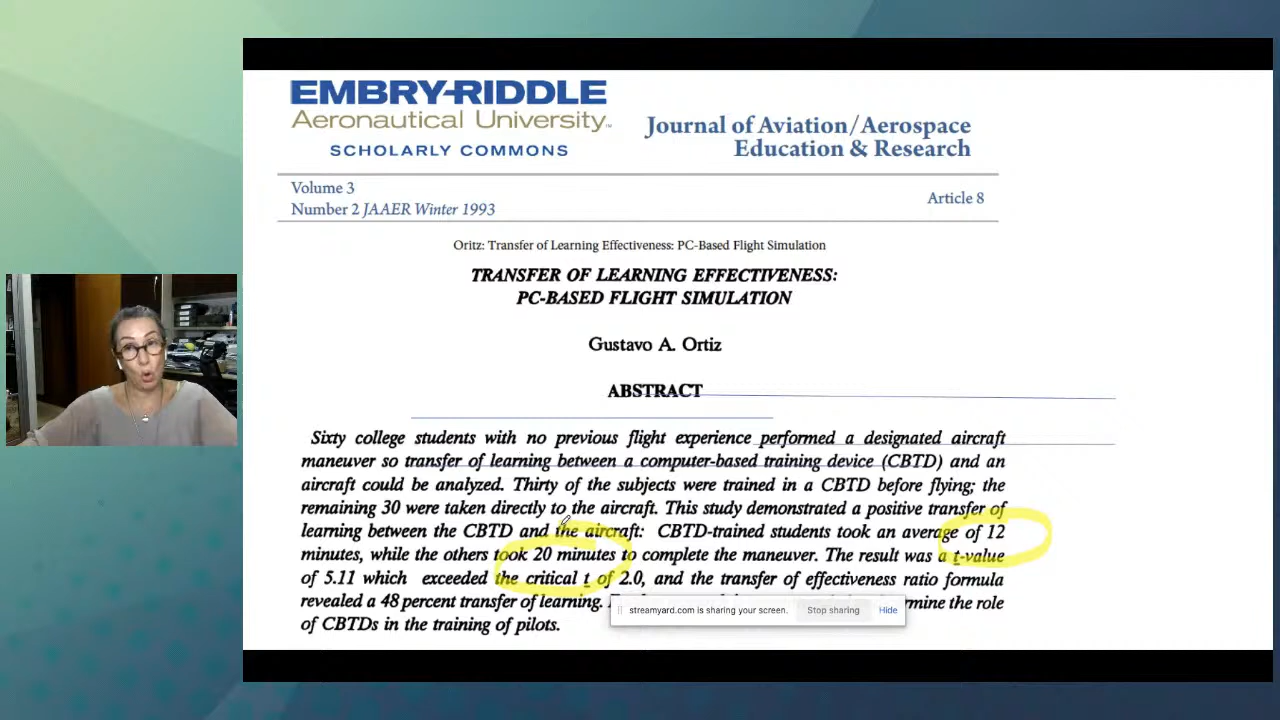 EMBRY-RIDDLE
Aeronautical University™
SCHOLARLY COMMONS
Journal of Aviation/Aerospace
Education & Research
Volume 3
Number 2 JAAER Winter 1993
Article 8
Oritz: Transfer of Learning Effectiveness: PC-Based Flight Simulation
TRANSFER OF LEARNING EFFECTIVENESS:
PC-BASED FLIGHT SIMULATION
Gustavo A. Ortiz
ABSTRACT
Sixty college students with no previous flight experience performed a designated aircraft
maneuver so transfer of learning between a computer-based training device (CBTD) and an
aircraft could be analyzed. Thirty of the subjects were trained in a CBTD before flying; the
remaining 30 were taken directly to the aircraft. This study demonstrated a positive transfer of
learning between the CBTD and the aircraft: CBTD-trained students took an average of 12
minutes, while the others took 20 minutes to complete the maneuver. The result was a t-value
of 5.11 which exceeded the critical t of 2.0, and the transfer of effectiveness ratio formula
revealed a 48 percent transfer of learning. the role
of CBTDs in the training of pilots.
streamyard.com is sharing your screen. Stop sharing Hide